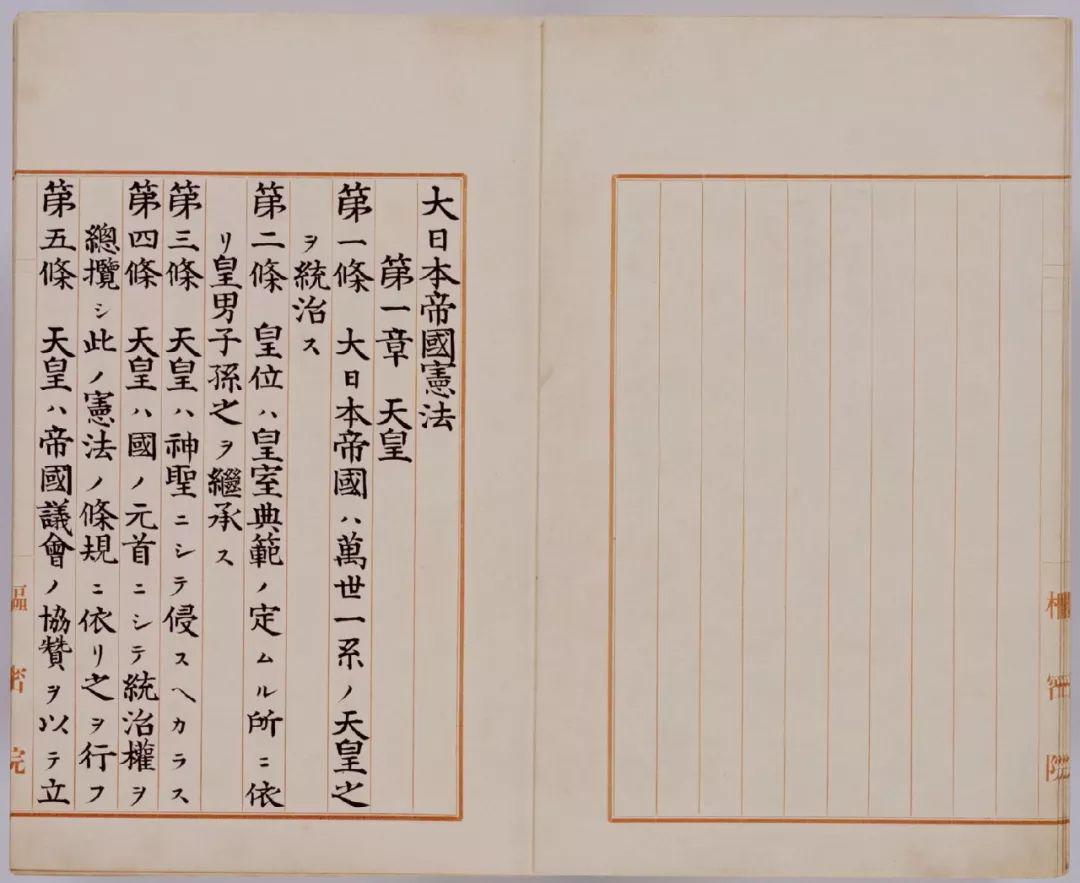 大日本帝國憲法
第一章　天皇
第一條　大日本帝國ハ萬世一系ノ天皇之
ヲ統治ス
第二條　皇位ハ皇室典範ノ定ムル所ニ依
リ皇男子孫之ヲ繼承ス
第三條　天皇ハ神聖ニシテ侵スヘカラス
第四條　天皇ハ國ノ元首ニシテ統治權ヲ
總攬シ此ノ憲法ノ條規ニ依リ之ヲ行フ
第五條　天皇ハ帝國議會ノ協贊ヲ以テ立
樞密院
樞密院